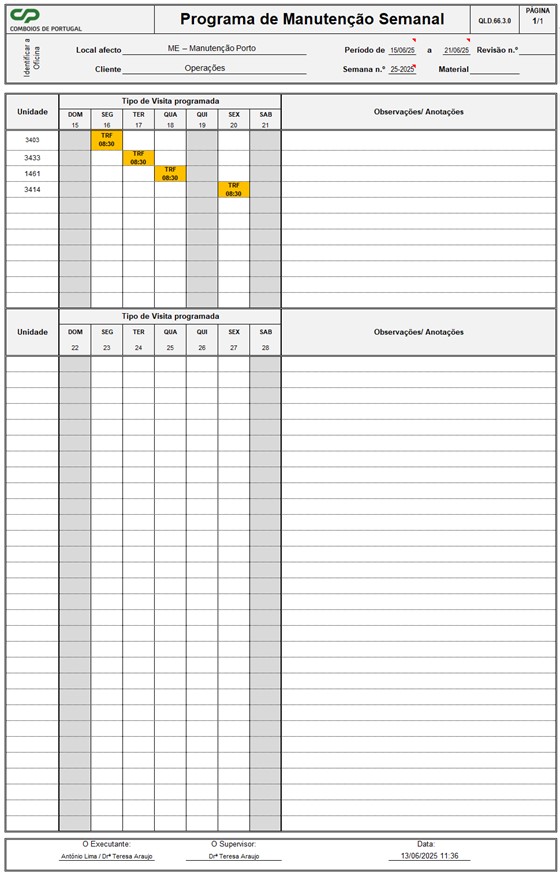 CP
COMBOIOS DE PORTUGAL
Programa de Manutenção Semanal
QLD.66.3.0
PÁGINA
1/1
Identificar a
Oficina
Local afecto ME – Manutenção Porto Periodo de 15/06/25 a 21/06/25 Revisão n.º
Cliente Operações Semana n.º 25-2025 Material
Unidade Tipo de Visita programada Observações/ Anotações
DOM SEG TER QUA QUI SEX SAB
15 16 17 18 19 20 21
3403 TRF
08:30
3433 TRF
08:30
1461 TRF
08:30
3414 TRF
08:30
Unidade Tipo de Visita programada Observações/ Anotações
DOM SEG TER QUA QUI SEX SAB
22 23 24 25 26 27 28
O Executante: O Supervisor: Data:
António Lima / Drª Teresa Araujo Drª Teresa Araujo 13/06/2025 11:36